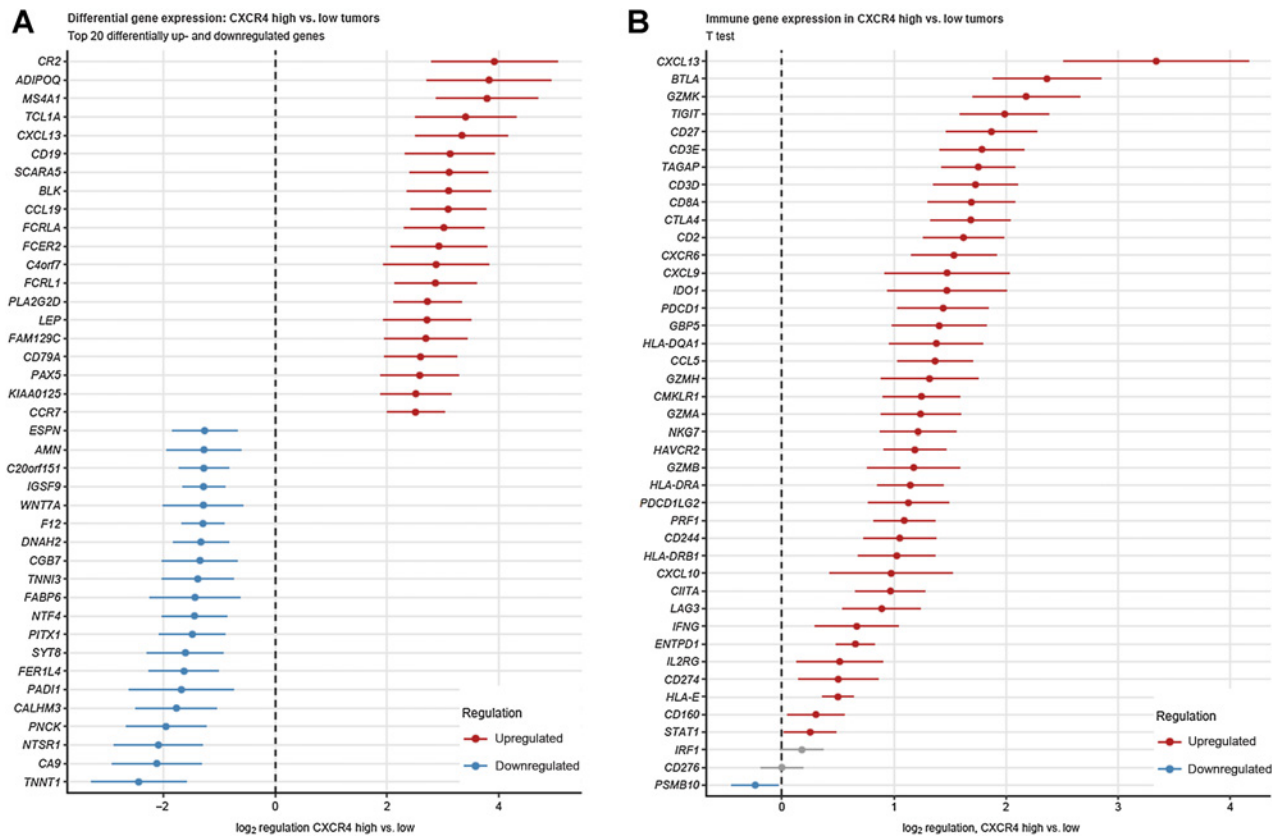 A
Differential gene expression: CXCR4 high vs. low tumors
Top 20 differentially up- and downregulated genes
CR2
ADIPOQ
MS4A1
TCL1A
CXCL13
CD19
SCARA5
BLK
CCL19
FCRLA
FCER2
C4orf7
FCRL1
PLA2G2D
LEP
FAM129C
CD79A
PAX5
KIAA0125
CCR7
ESPN
AMN
C20orf151
IGSF9
WNT7A
F12
DNAH2
CGB7
TNNI3
FABP6
NTF4
PITX1
SYT8
FER1L4
PADI1
CALHM3
PNCK
NTSR1
CA9
TNNT1
Regulation
Upregulated
Downregulated
−2 0 2 4
log2 regulation CXCR4 high vs. low
B
Immune gene expression in CXCR4 high vs. low tumors
T test
CXCL13
BTLA
GZMK
TIGIT
CD27
CD3E
TAGAP
CD3D
CD8A
CTLA4
CD2
CXCR6
CXCL9
IDO1
PDCD1
GBP5
HLA-DQA1
CCL5
GZMH
CMKLR1
GZMA
NKG7
HAVCR2
GZMB
HLA-DRA
PDCD1LG2
PRF1
CD244
HLA-DRB1
CXCL10
CIITA
LAG3
IFNG
ENTPD1
IL2RG
CD274
HLA-E
CD160
STAT1
IRF1
CD276
PSMB10
Regulation
Upregulated
Downregulated
0 1 2 3 4
log2 regulation, CXCR4 high vs. low